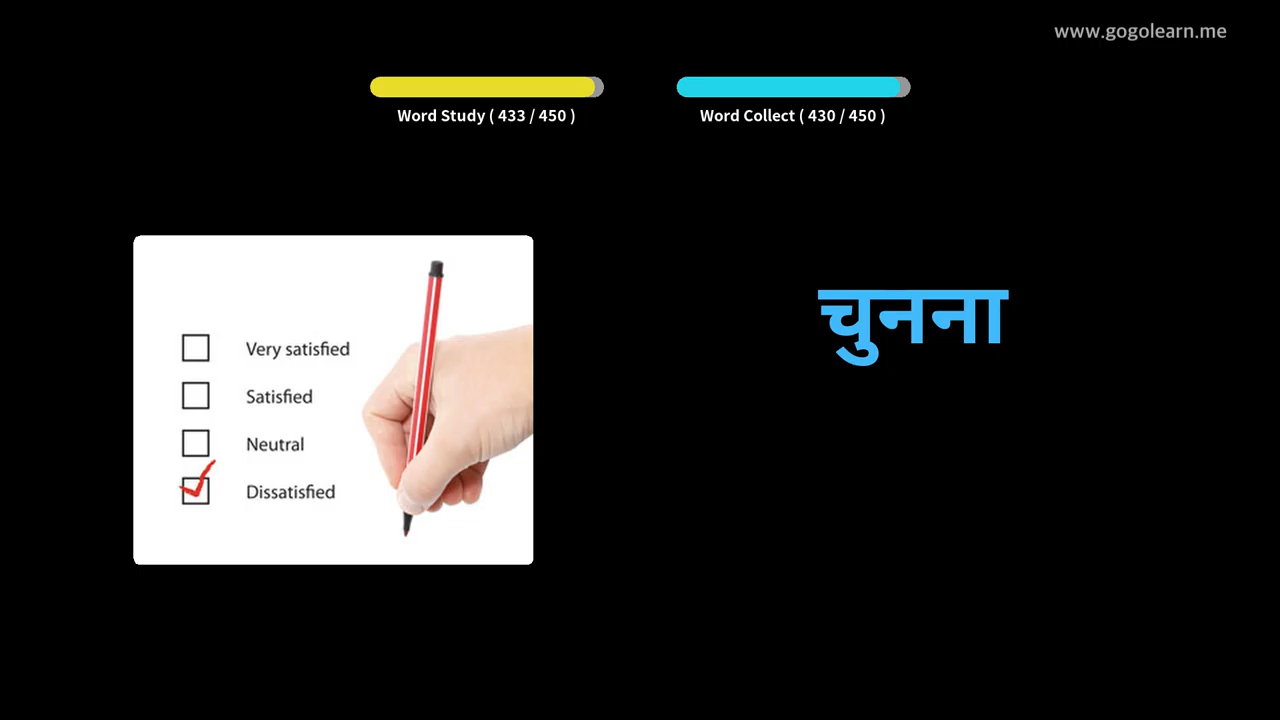 www.gogolearn.me
Word Study ( 433 / 450 )
Word Collect ( 430 / 450 )
Very satisfied
Satisfied
Neutral
Dissatisfied
चुनना